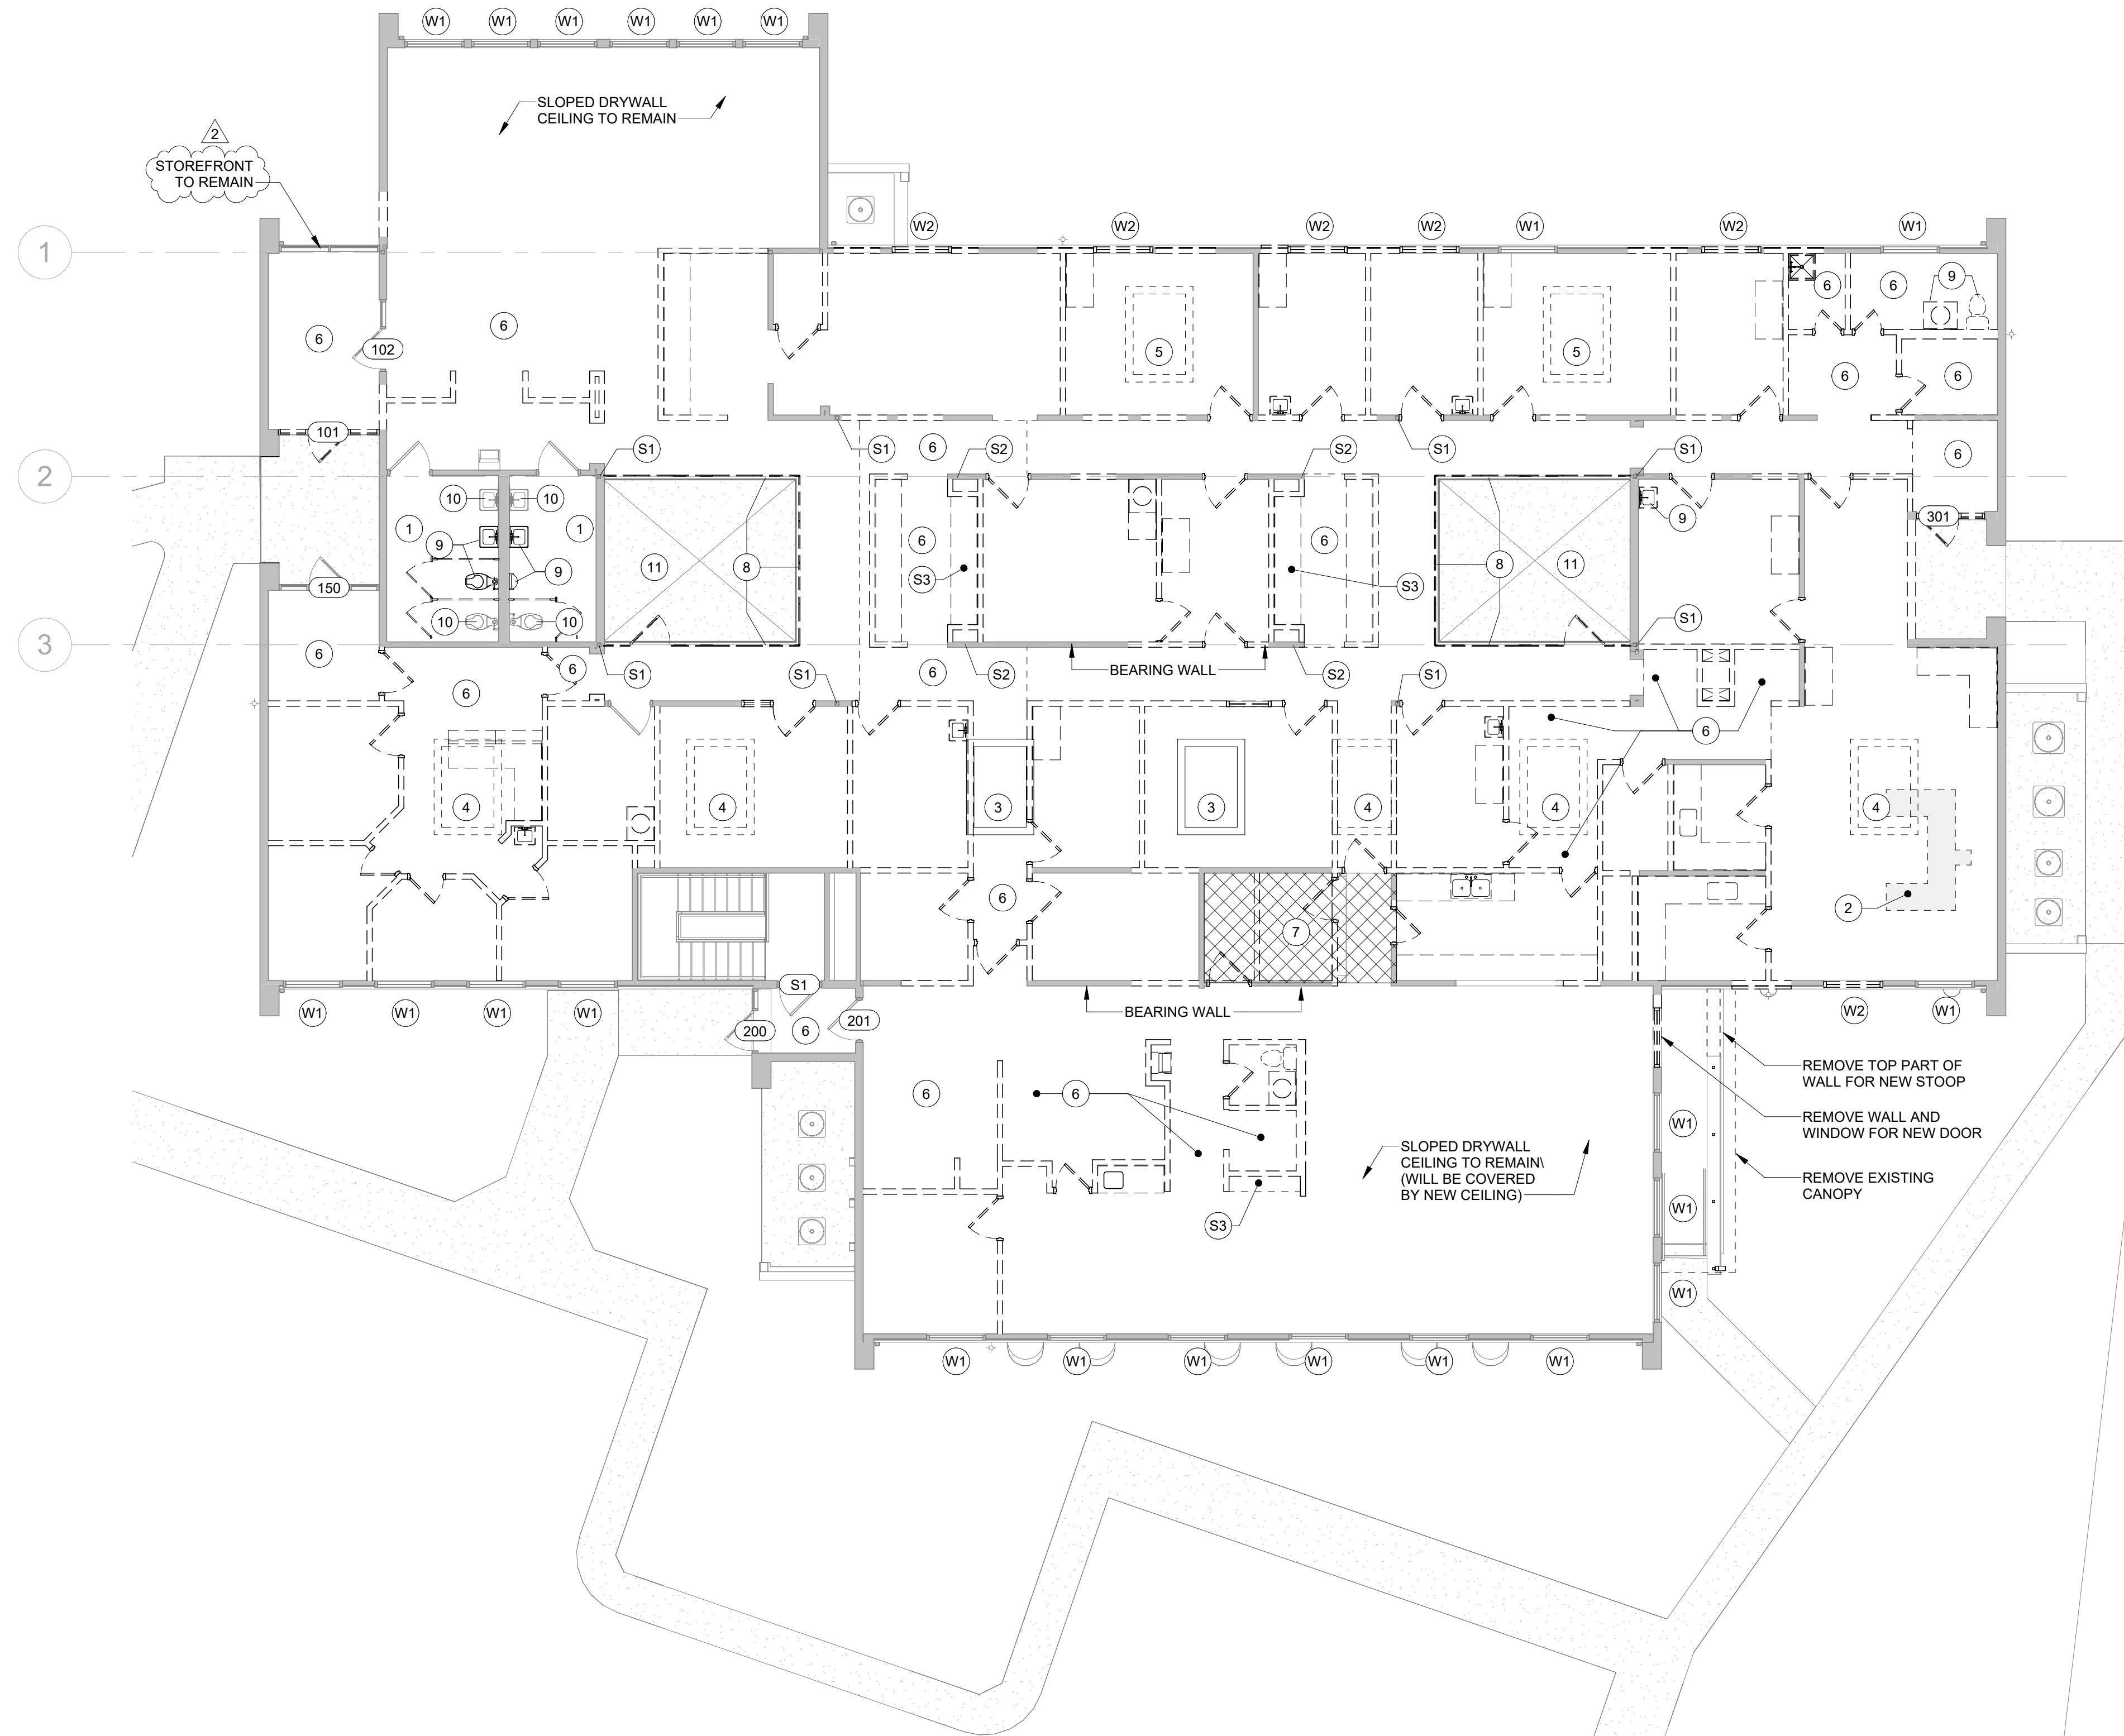 W1 W1 W1 W1 W1 W1
SLOPED DRYWALL
CEILING TO REMAIN
2
STOREFRONT
TO REMAIN
W2 W2 W2 W2 W1 W2 W1
1
6 9
6
6
6
102
5
5
6
6
101
6
S1 S2 S2 S1 S1
S1
6
2
10 10
9
1 1
301
9
6
6
11
8
8
11
9
S3
S3
150
10 10
S1
3
6
6
BEARING WALL
6
6
S1
S1
S2
S2
S1
6
4
4
3
3
4
4
4
6
2
7
S1
W1 W1 W1 W1
200
6
201
BEARING WALL
W2 W1
REMOVE TOP PART OF
WALL FOR NEW STOOP
6
6
W1
REMOVE WALL AND
WINDOW FOR NEW DOOR
SLOPED DRYWALL
CEILING TO REMAIN\
(WILL BE COVERED
BY NEW CEILING)
REMOVE EXISTING
CANOPY
W1
S3
W1
W1 W1 W1 W1 W1 W1